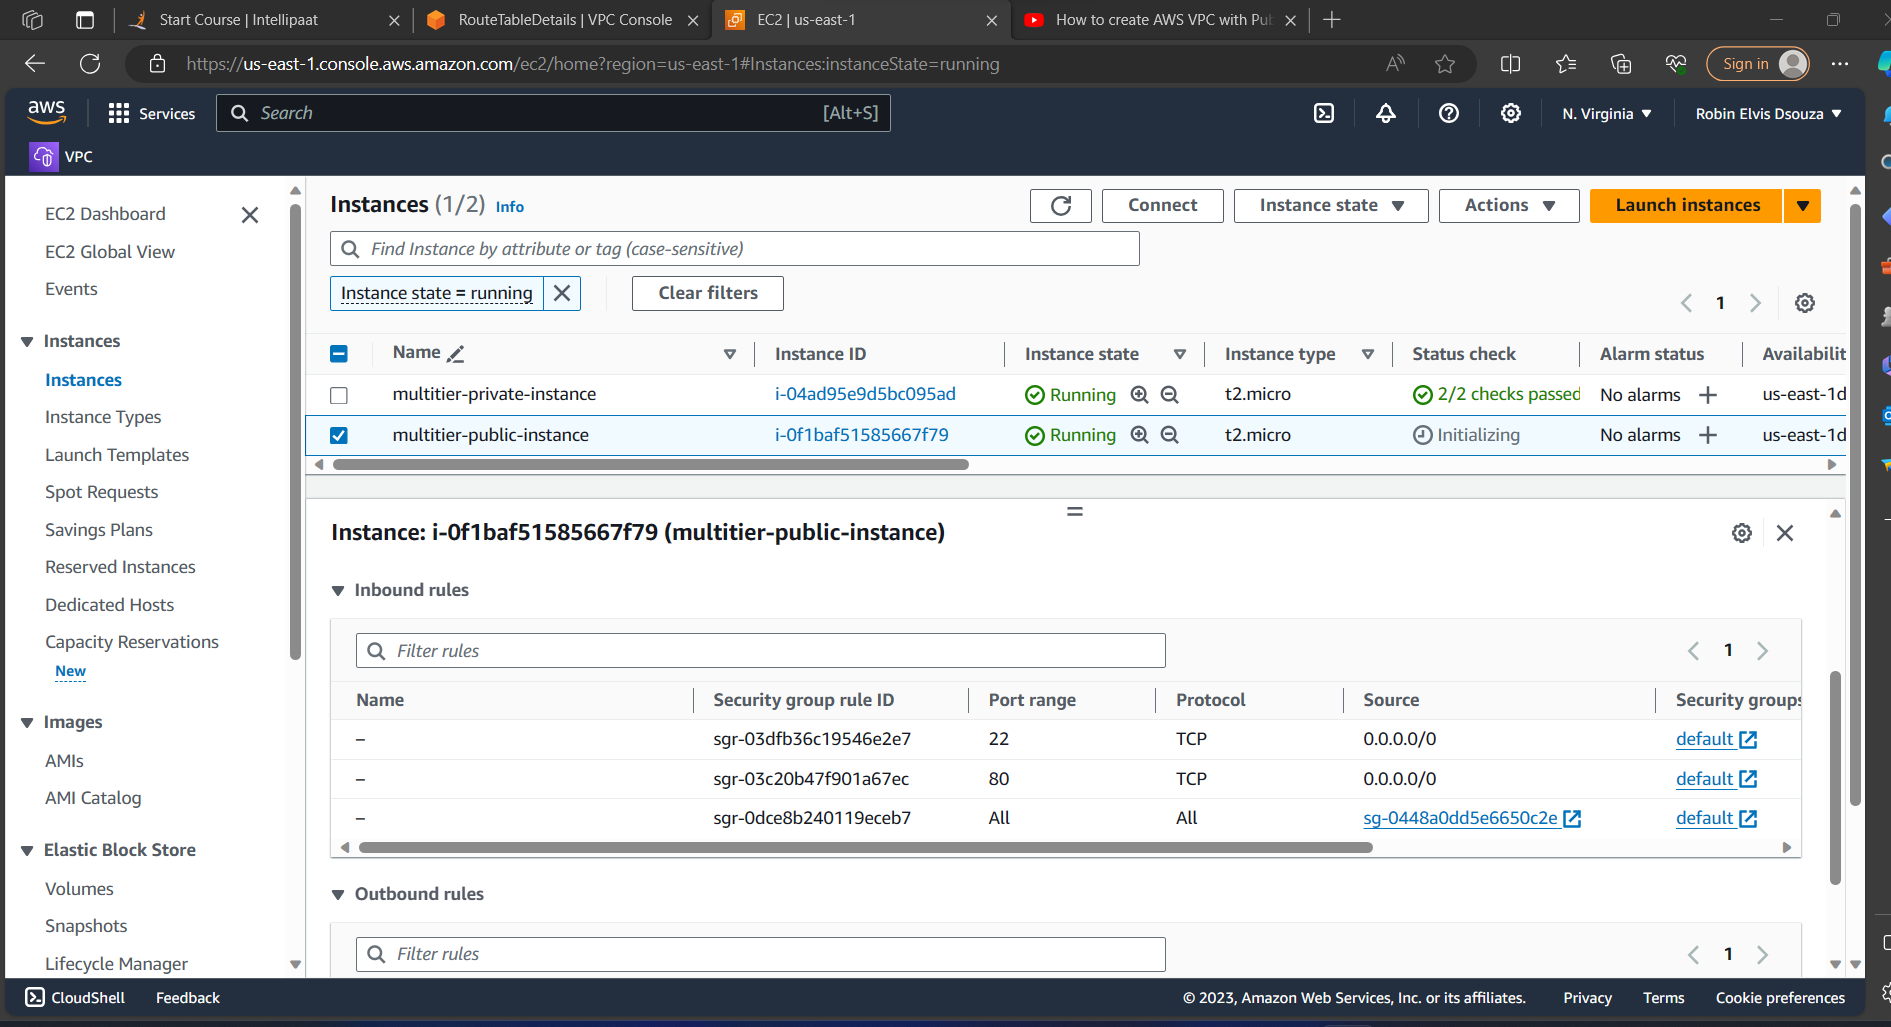 Start Course | Intellipaat
RouteTableDetails | VPC Console
EC2 | us-east-1
How to create AWS VPC with Pu
https://us-east-1.console.aws.amazon.com/ec2/home?region=us-east-1#Instances:instanceState=running
Sign in
aws
Services
Search
[Alt+S]
N. Virginia
Robin Elvis Dsouza
VPC
EC2 Dashboard
EC2 Global View
Events
Instances
Instances
Instance Types
Launch Templates
Spot Requests
Savings Plans
Reserved Instances
Dedicated Hosts
Capacity Reservations
New
Images
AMIs
AMI Catalog
Elastic Block Store
Volumes
Snapshots
Lifecycle Manager
Instances (1/2) Info
Connect
Instance state
Actions
Launch instances
Find Instance by attribute or tag (case-sensitive)
Instance state = running
Clear filters
1
Name Instance ID Instance state Instance type Status check Alarm status Availabilit
multitier-private-instance i-04ad95e9d5bc095ad Running t2.micro 2/2 checks passed No alarms + us-east-1d
multitier-public-instance i-0f1baf51585667f79 Running t2.micro Initializing No alarms + us-east-1d
Instance: i-0f1baf51585667f79 (multitier-public-instance)
Inbound rules
Filter rules
1
Name Security group rule ID Port range Protocol Source Security groups
– sgr-03dfb36c19546e2e7 22 TCP 0.0.0.0/0 default
– sgr-03c20b47f901a67ec 80 TCP 0.0.0.0/0 default
– sgr-0dce8b240119eceb7 All All sg-0448a0dd5e6650c2e default
Outbound rules
Filter rules
1
CloudShell
Feedback
© 2023, Amazon Web Services, Inc. or its affiliates.
Privacy
Terms
Cookie preferences